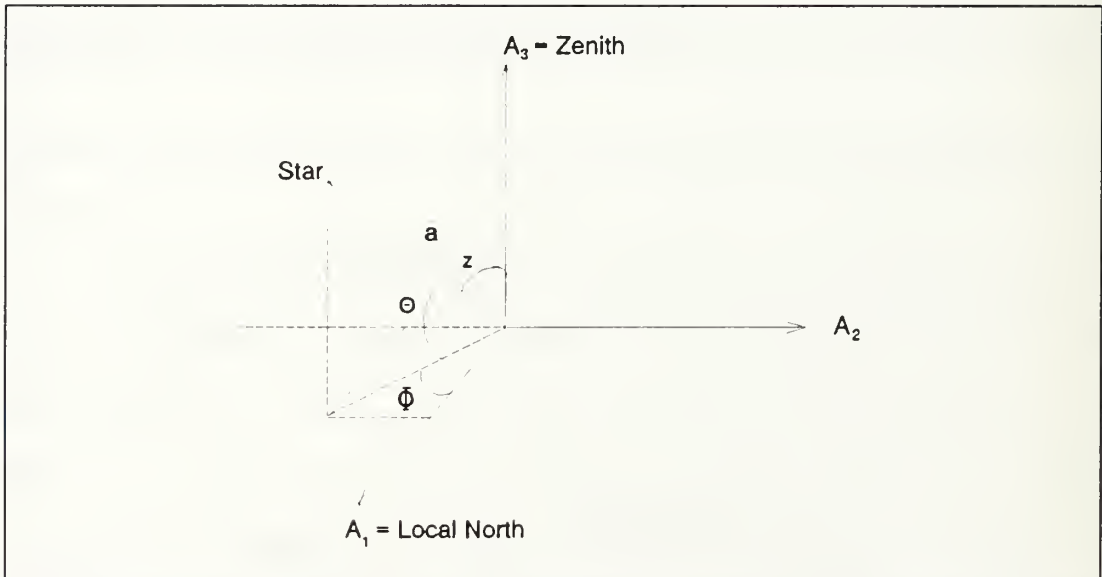 A₃ = Zenith
Star
a
z
Θ
A₂
Φ
A₁ = Local North